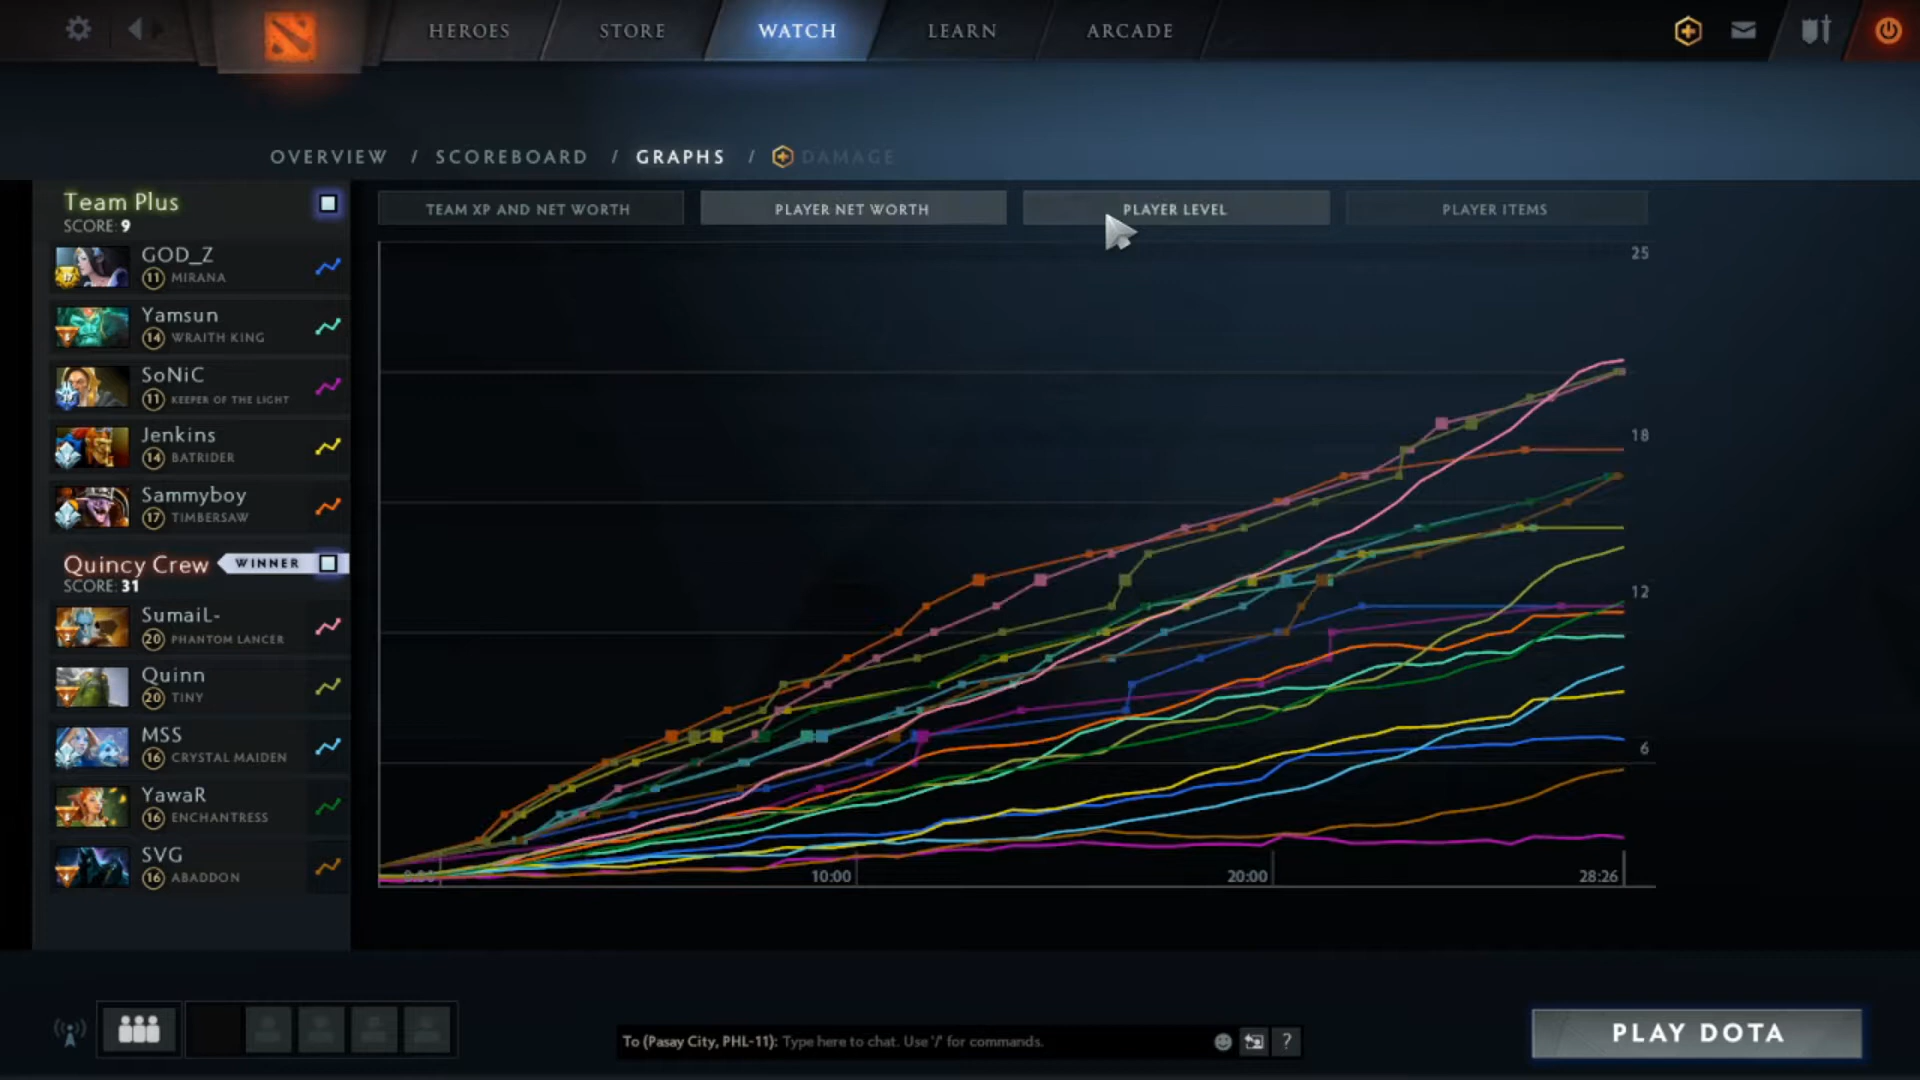 HEROES
STORE
WATCH
LEARN
ARCADE
OVERVIEW / SCOREBOARD / GRAPHS / DAMAGE
Team Plus
SCORE: 9
GOD_Z
11 MIRANA
Yamsun
14 WRAITH KING
SoNiC
11 KEEPER OF THE LIGHT
Jenkins
14 BATRIDER
Sammyboy
17 TIMBERSAW
Quincy Crew
WINNER
SCORE: 31
SumaiL-
20 PHANTOM LANCER
Quinn
20 TINY
MSS
16 CRYSTAL MAIDEN
YawaR
16 ENCHANTRESS
SVG
16 ABADDON
TEAM XP AND NET WORTH
PLAYER NET WORTH
PLAYER LEVEL
PLAYER ITEMS
25
18
12
6
10:00
20:00
28:26
To (Pasay City, PHL-11): Type here to chat. Use '/' for commands.
?
PLAY DOTA